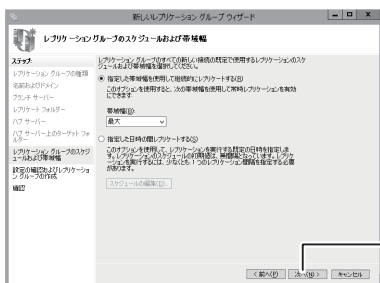 新しいレプリケーション グループ ウィザード
レプリケーション グループのスケジュールおよび帯域幅
ステップ:
レプリケーション グループの種類
名前およびドメイン
ブランチ サーバー
レプリケート フォルダー
ハブ サーバー
ハブ サーバー上のターゲット フォ
ルダー
レプリケーション グループのスケジ
ュールおよび帯域幅
設定の確認およびレプリケーショ
ン グループの作成
確認
レプリケーション グループのすべての新しい接続の既定で使用するレプリケーションのスケ
ジュールおよび帯域幅を選択してください。
指定した帯域幅を使用して継続的にレプリケートする(R)
このオプションを使用すると、次の帯域幅を使用して常時レプリケーションを有効
にできます。
帯域幅(B):
最大
指定した日時の間レプリケートする(S)
このオプションを使用して、レプリケーションを実行する既定の日時を指定しま
す。レプリケーションのスケジュールの初期値は、無間隔となっています。レプリケ
ーションを実行するには、少なくとも 1 つのレプリケーション間隔を指定する必要
があります。
スケジュールの編集(D)...
< 前へ(P)
次へ(N) >
キャンセル